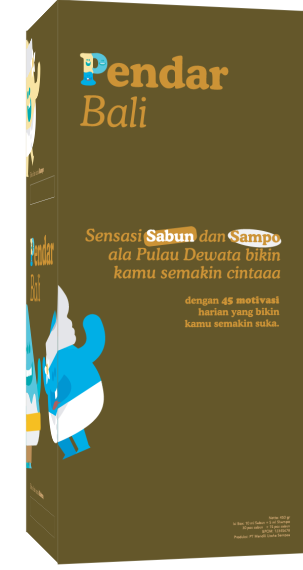 Pendar
Bali
Sensasi Sabun dan Sampo
ala Pulau Dewata bikin
kamu semakin cintaaa
dengan 45 motivasi
harian yang bikin
kamu semakin suka.
Pendar
Bali